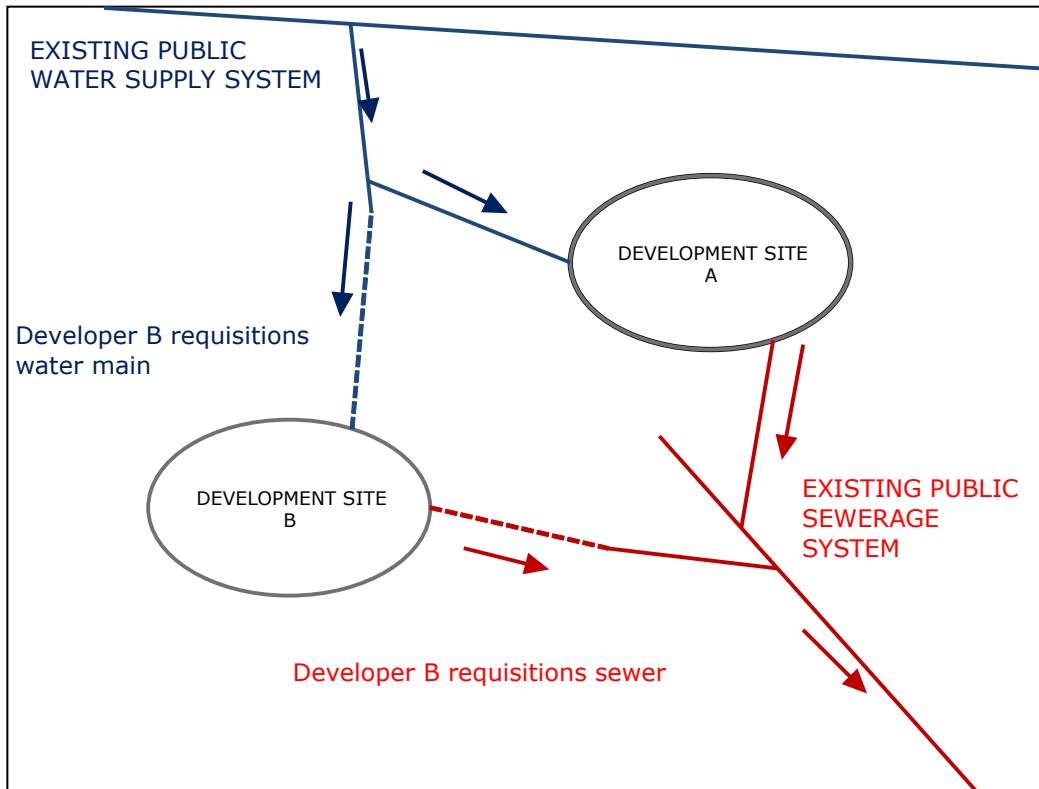 EXISTING PUBLIC
WATER SUPPLY SYSTEM
DEVELOPMENT SITE
A
Developer B requisitions
water main
DEVELOPMENT SITE
B
EXISTING PUBLIC
SEWERAGE
SYSTEM
Developer B requisitions sewer